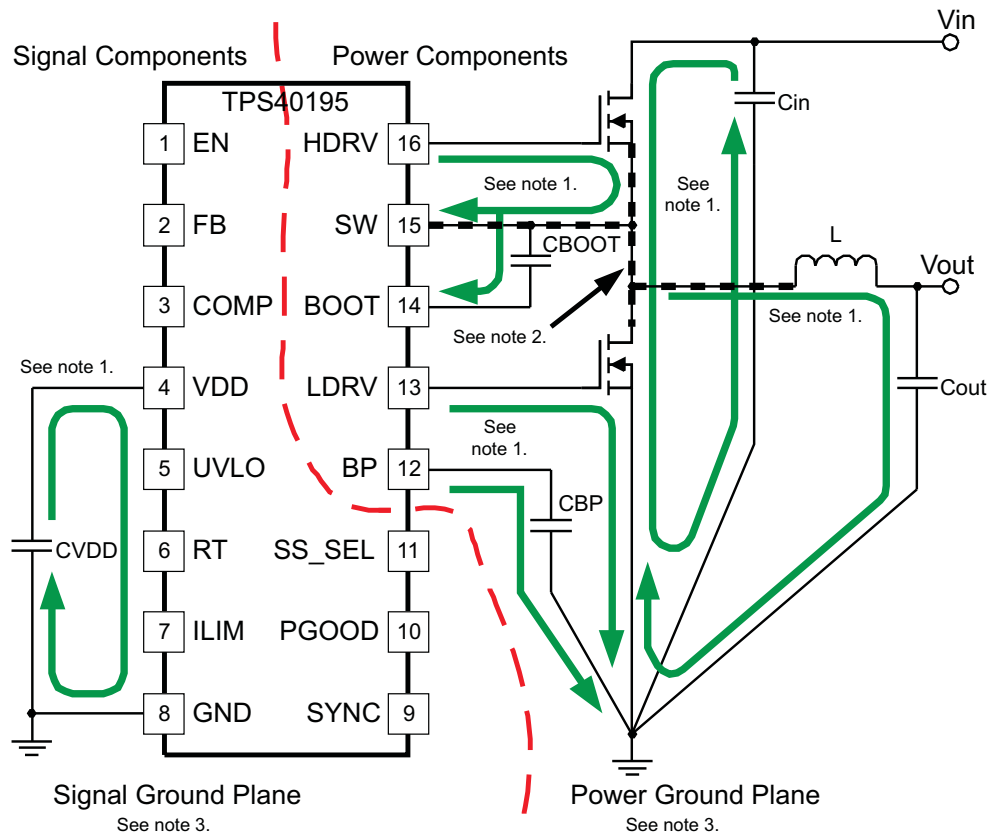 Vin
Signal Components
Power Components
TPS40195
Cin
1 EN
HDRV 16
See note 1.
See
note 1.
2 FB
SW 15
CBOOT
L
Vout
3 COMP
BOOT 14
See note 2.
See note 1.
See note 1.
4 VDD
LDRV 13
Cout
See
note 1.
5 UVLO
BP 12
CBP
CVDD
6 RT
SS_SEL 11
7 ILIM
PGOOD 10
8 GND
SYNC 9
Signal Ground Plane
See note 3.
Power Ground Plane
See note 3.